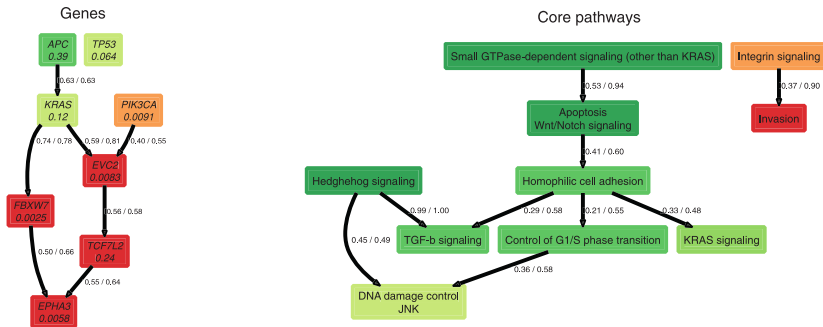 Genes
APC
0.39
TP53
0.064
0.63 / 0.63
KRAS
0.12
PIK3CA
0.0091
0.74 / 0.78
0.59 / 0.81
0.40 / 0.55
EVC2
0.0083
FBXW7
0.0025
0.56 / 0.58
TCF7L2
0.24
0.50 / 0.66
0.55 / 0.64
EPHA3
0.0058
Core pathways
Small GTPase-dependent signaling (other than KRAS)
Integrin signaling
0.53 / 0.94
0.37 / 0.90
Apoptosis
Wnt/Notch signaling
Invasion
0.41 / 0.60
Hedghehog signaling
Homophilic cell adhesion
0.99 / 1.00
0.29 / 0.58
0.21 / 0.55
0.33 / 0.48
0.45 / 0.49
TGF-b signaling
Control of G1/S phase transition
KRAS signaling
0.36 / 0.58
DNA damage control
JNK